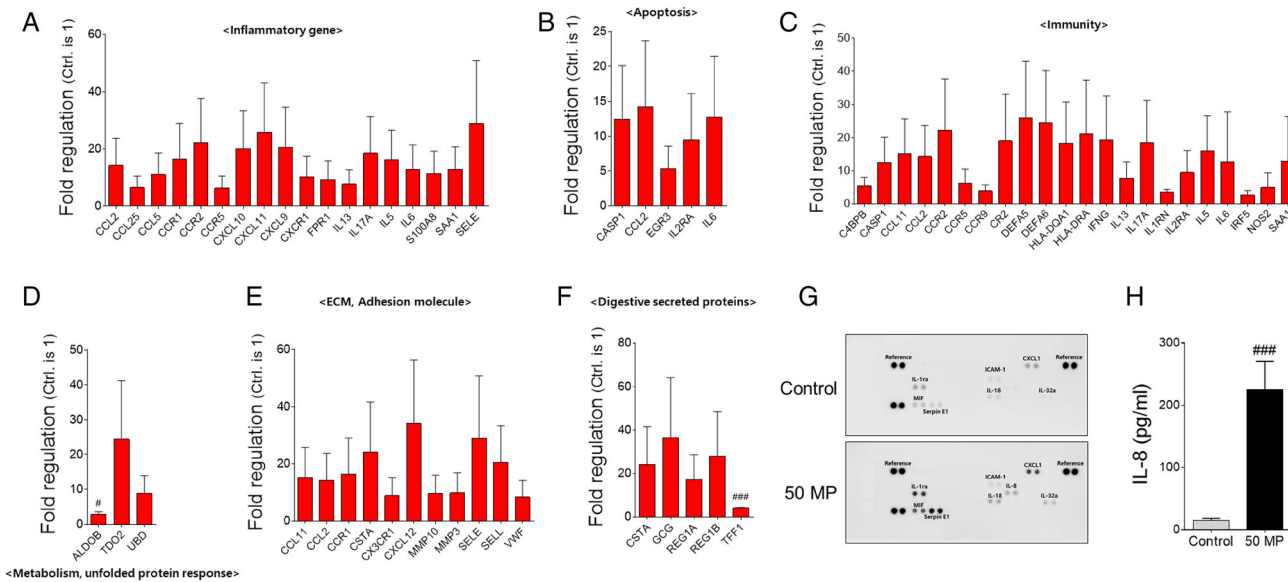 A
<Inflammatory gene>
Fold regulation (Ctrl. is 1)
60
40
20
0
CCL2
CCL25
CCL5
CCR1
CCR2
CCR5
CXCL10
CXCL11
CXCL9
CXCR1
FPR1
IL13
IL17A
IL5
IL6
S100A8
SAA1
SELE
B
<Apoptosis>
Fold regulation (Ctrl. is 1)
25
20
15
10
5
0
CASP1
CCL2
EGR3
IL2RA
IL6
C
<Immunity>
Fold regulation (Ctrl. is 1)
50
40
30
20
10
0
C4BPB
CASP1
CCL11
CCL2
CCR2
CCR5
CCR9
CR2
DEFA5
DEFA6
HLA-DQA1
HLA-DRA
IFNG
IL13
IL17A
IL1RN
IL2RA
IL5
IL6
IRF5
NOS2
SAA1
D
Fold regulation (Ctrl. is 1)
50
40
30
20
10
0
#
ALDOB
TDO2
UBD
<Metabolism, unfolded protein response>
E
<ECM, Adhesion molecule>
Fold regulation (Ctrl. is 1)
60
40
20
0
CCL11
CCL2
CCR1
CSTA
CX3CR1
CXCL12
MMP10
MMP3
SELE
SELL
VWF
F
<Digestive secreted proteins>
Fold regulation (Ctrl. is 1)
80
60
40
20
0
###
CSTA
GCG
REG1A
REG1B
TFF1
G
Control
Reference
CXCL1
Reference
ICAM-1
IL-1ra
IL-18
IL-32a
MIF
Serpin E1
50 MP
Reference
CXCL1
Reference
ICAM-1
IL-1ra
IL-8
IL-18
IL-32a
MIF
Serpin E1
H
IL-8 (pg/ml)
300
200
100
0
###
Control
50 MP